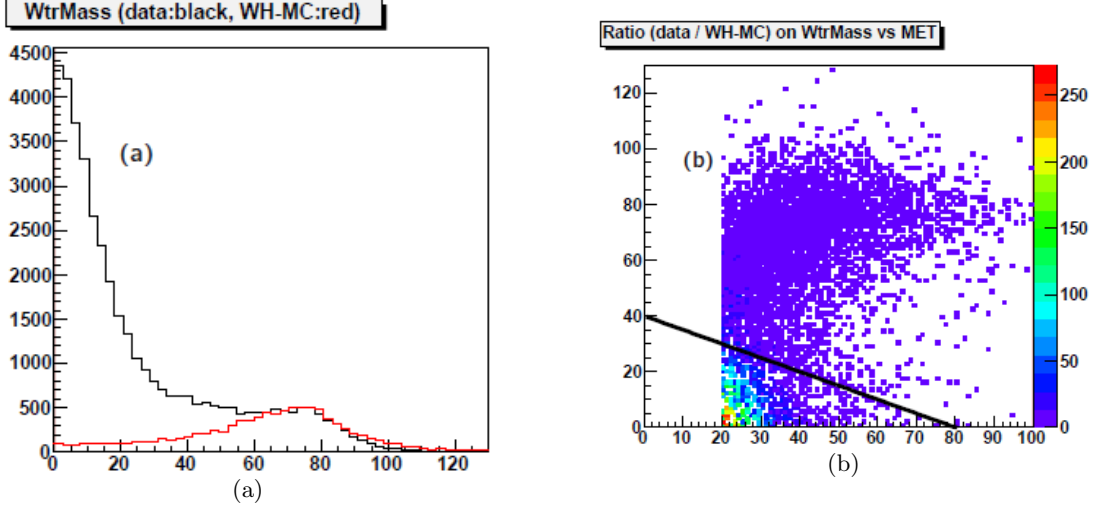 WtrMass (data:black, WH-MC:red)
4500
4000
3500
3000
2500
2000
1500
1000
500
0
0 20 40 60 80 100 120
(a)
(a)
Ratio (data / WH-MC) on WtrMass vs MET
120
100
80
60
40
20
0
0 10 20 30 40 50 60 70 80 90 100
250
200
150
100
50
0
(b)
(b)